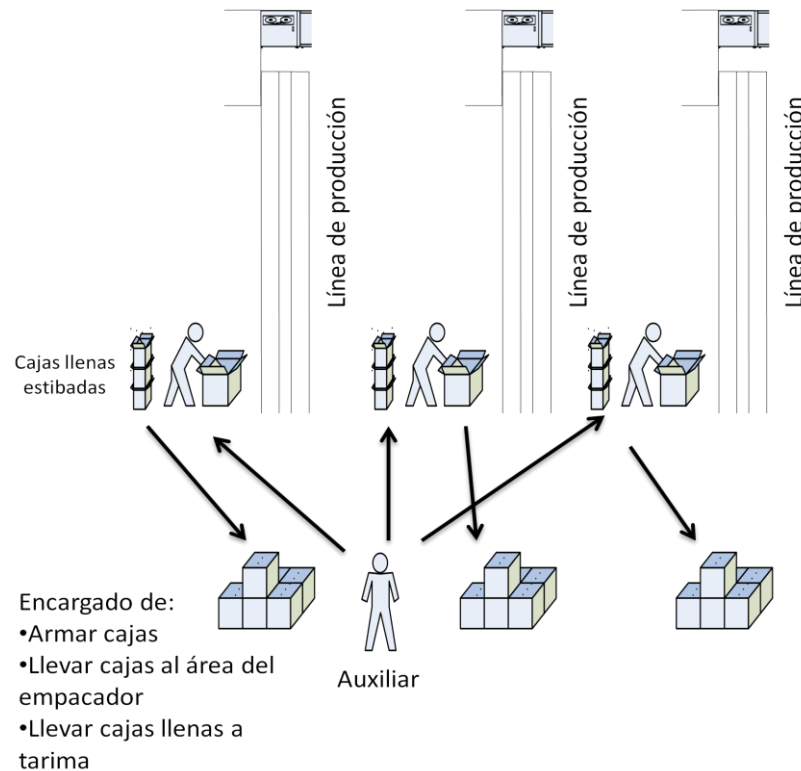 Línea de producción
Línea de producción
Línea de producción
Cajas llenas
estibadas
Encargado de:
•Armar cajas
•Llevar cajas al área del
empacador
•Llevar cajas llenas a
tarima
Auxiliar